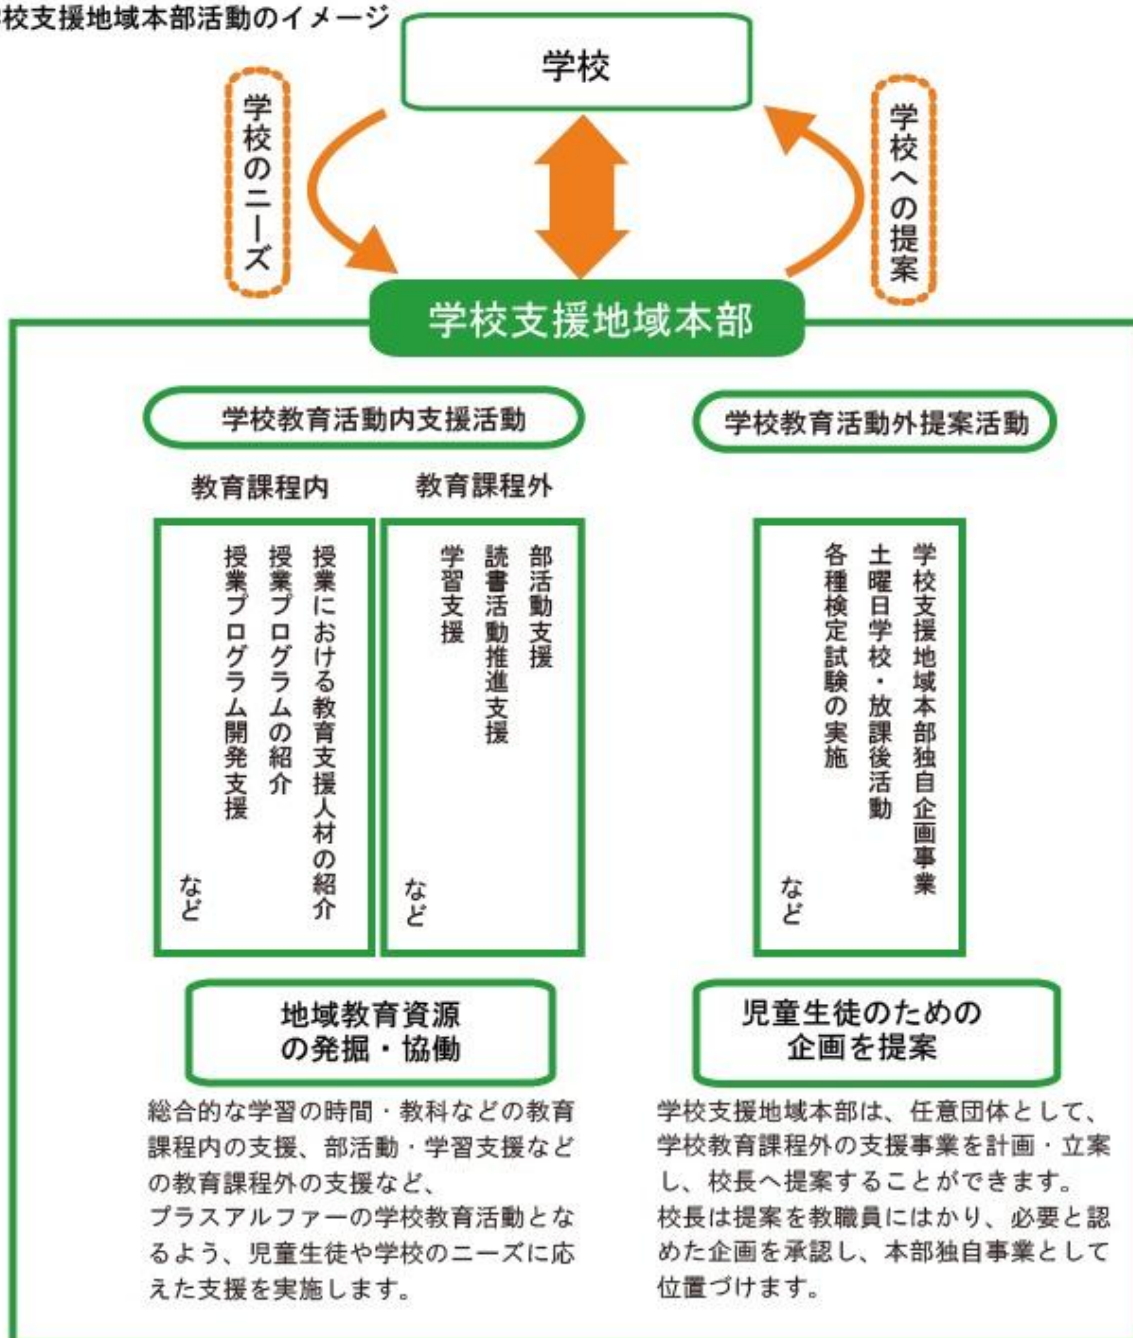 校支援地域本部活動のイメージ
学校
学校のニーズ
学校への提案
学校支援地域本部
学校教育活動内支援活動
学校教育活動外提案活動
教育課程内
教育課程外
授業における教育支援人材の紹介
授業プログラムの紹介
授業プログラム開発支援
など
部活動支援
読書活動推進支援
学習支援
など
学校支援地域本部独自企画事業
土曜日学校・放課後活動
各種検定試験の実施
など
地域教育資源
の発掘・協働
総合的な学習の時間・教科などの教育
課程内の支援、部活動・学習支援など
の教育課程外の支援など、
プラスアルファーの学校教育活動とな
るよう、児童生徒や学校のニーズに応
えた支援を実施します。
児童生徒のための
企画を提案
学校支援地域本部は、任意団体として、
学校教育課程外の支援事業を計画・立案
し、校長へ提案することができます。
校長は提案を教職員にはかり、必要と認
めた企画を承認し、本部独自事業として
位置づけます。